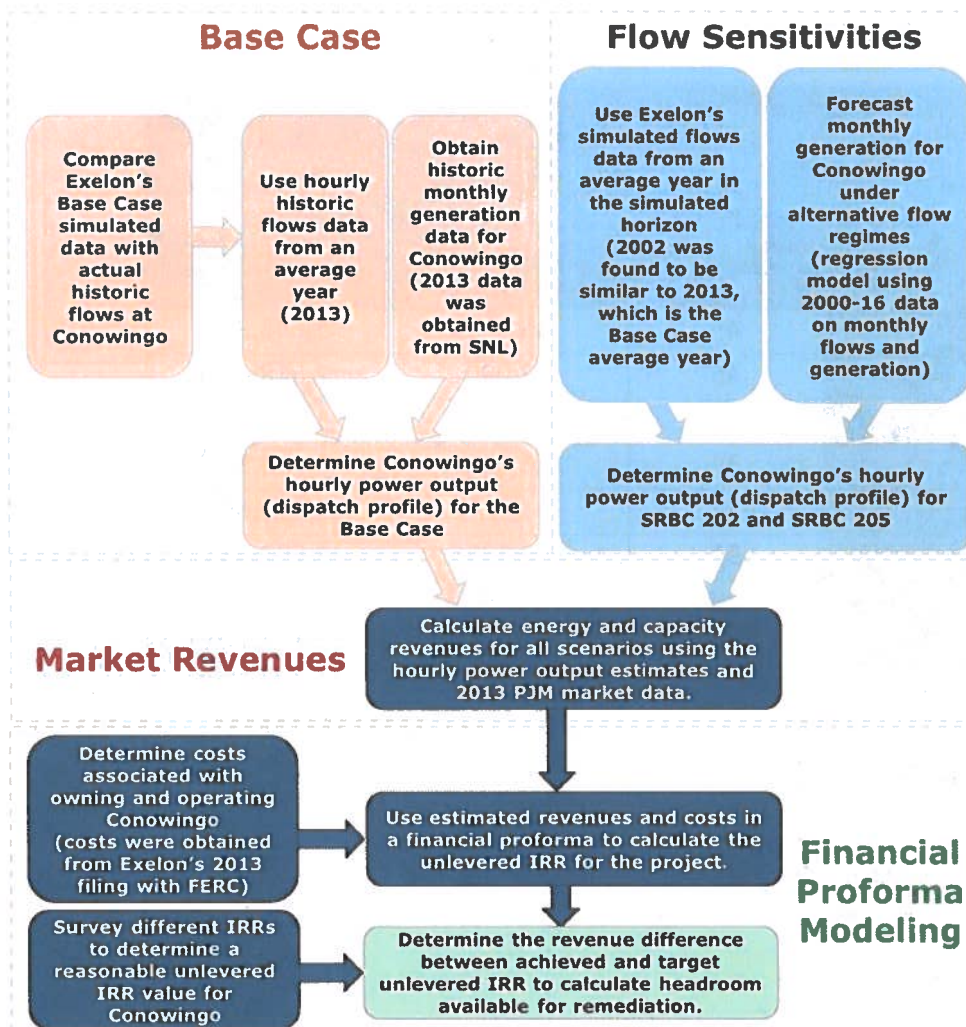 Base Case
Compare
Exelon's
Base Case
simulated
data with
actual
historic
flows at
Conowingo
Use hourly
historic
flows data
from an
average
year
(2013)
Obtain
historic
monthly
generation
data for
Conowingo
(2013 data
was
obtained
from SNL)
Determine Conowingo's
hourly power output
(dispatch profile) for the
Base Case
Flow Sensitivities
Use Exelon's
simulated flows
data from an
average year in
the simulated
horizon
(2002 was
found to be
similar to 2013,
which is the
Base Case
average year)
Forecast
monthly
generation for
Conowingo
under
alternative flow
regimes
(regression
model using
2000-16 data
on monthly
flows and
generation)
Determine Conowingo's hourly
power output (dispatch profile) for
SRBC 202 and SRBC 205
Market Revenues
Calculate energy and capacity
revenues for all scenarios using the
hourly power output estimates and
2013 PJM market data.
Determine costs
associated with
owning and operating
Conowingo
(costs were obtained
from Exelon's 2013
filing with FERC)
Use estimated revenues and costs in
a financial proforma to calculate the
unlevered IRR for the project.
Financial
Proforma
Modeling
Survey different IRRs
to determine a
reasonable unlevered
IRR value for
Conowingo
Determine the revenue difference
between achieved and target
unlevered IRR to calculate headroom
available for remediation.